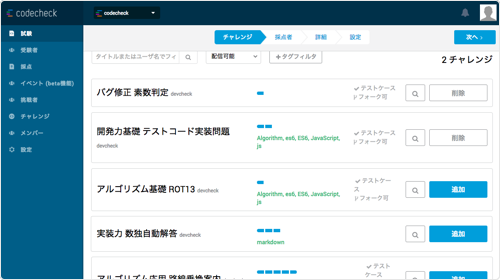 codecheck
codecheck
試験
受験者
採点
イベント (beta機能)
挑戦者
チャレンジ
メンバー
設定
チャレンジ
採点者
詳細
設定
次へ ›
タイトルまたはユーザ名でフィ
配信可能
+タグフィルタ
2 チャレンジ
バグ修正 素数判定 devcheck
テストケース
フォーク可
削除
開発力基礎 テストコード実装問題
devcheck
Algorithm, es6, ES6, JavaScript,
js
テストケース
フォーク可
削除
アルゴリズム基礎 ROT13 devcheck
Algorithm, es6, ES6, JavaScript,
js
テストケー
ス
フォーク可
追加
実装力 数独自動解答 devcheck
markdown
追加
アルゴリズム応用 路線乗換案内
テストケー
ス
追加